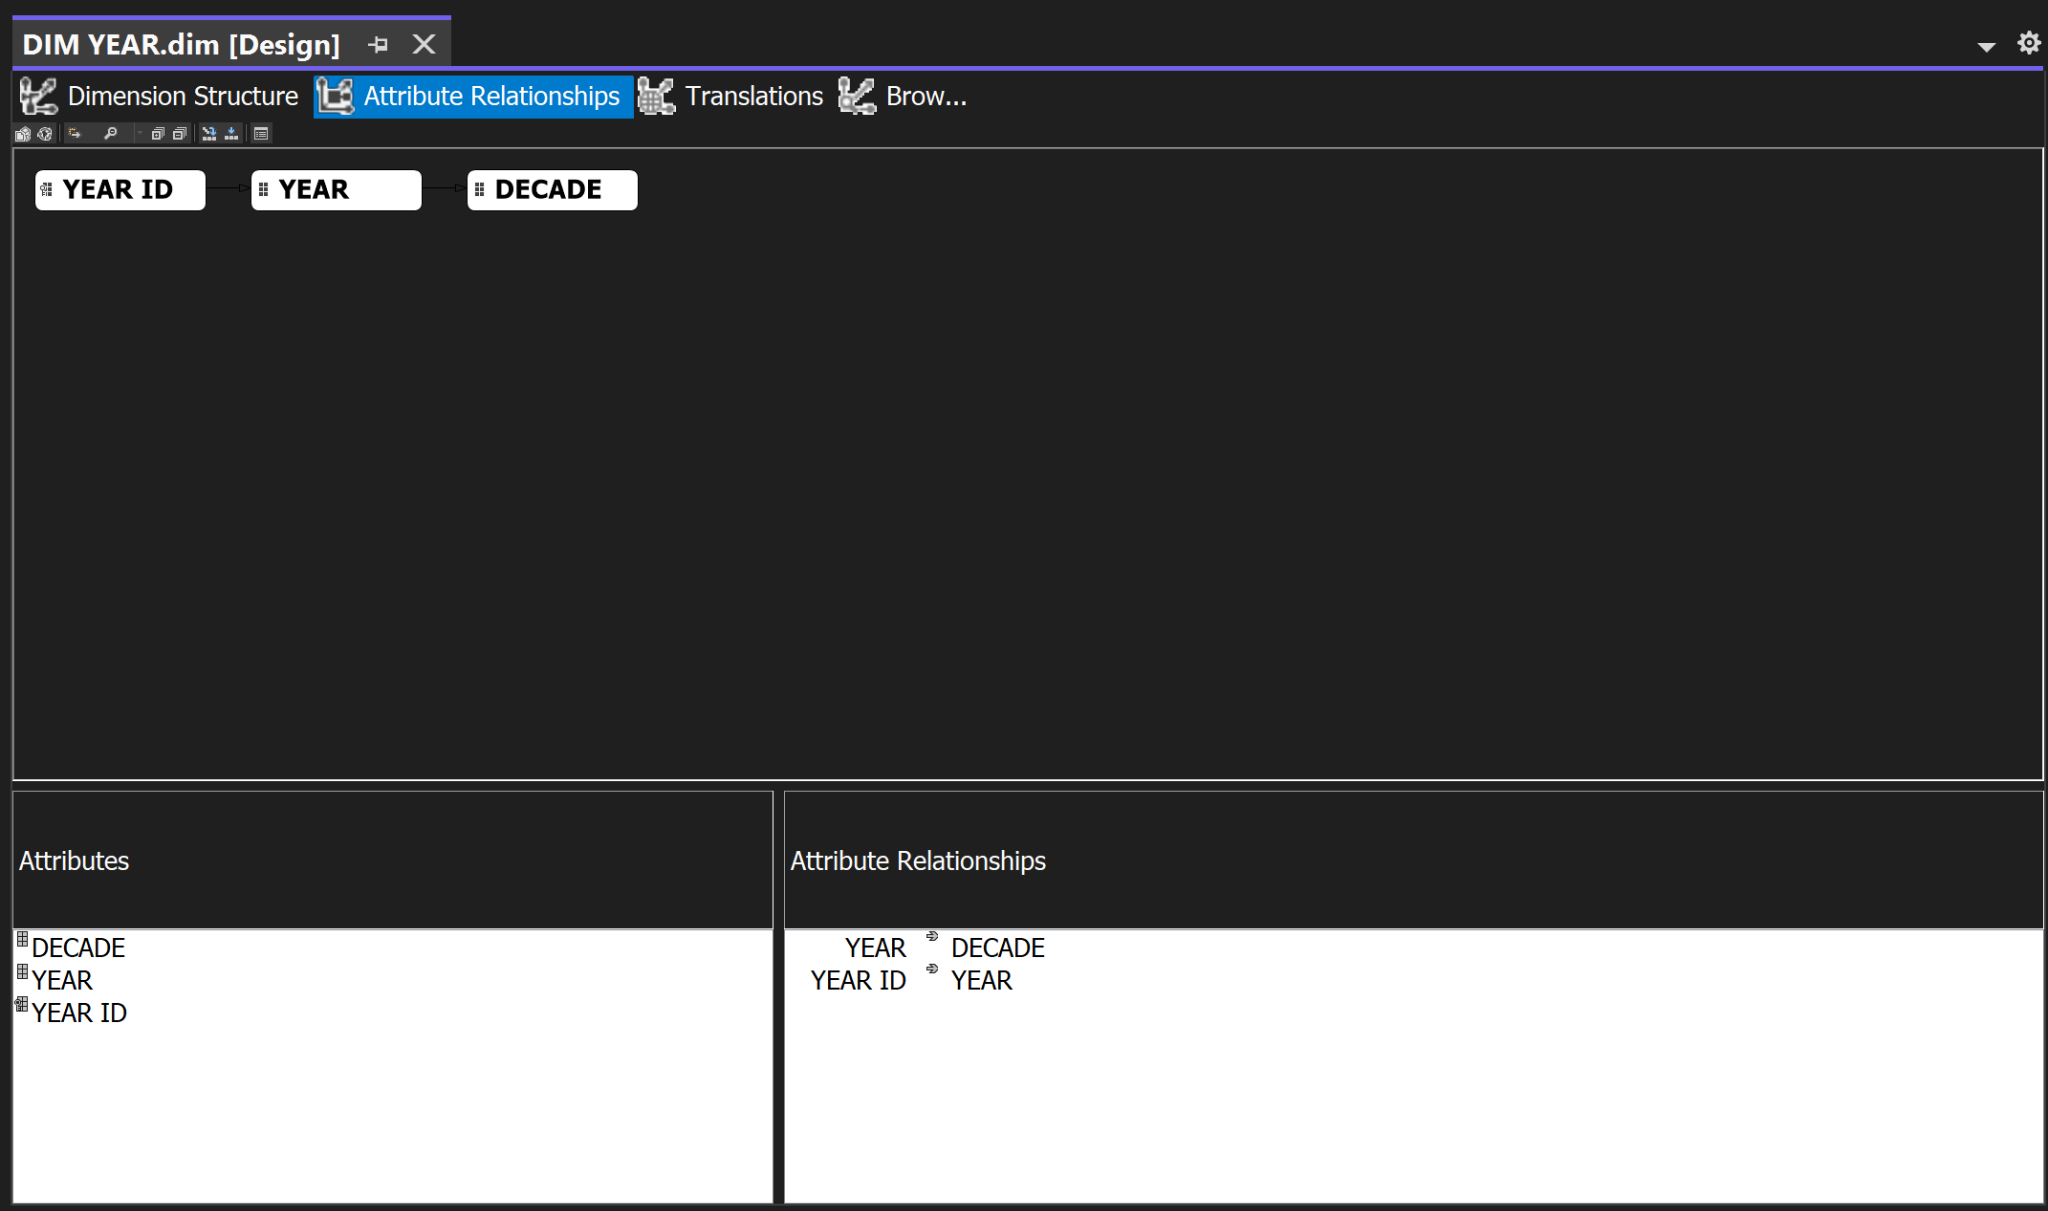 DIM YEAR.dim [Design]
Dimension Structure Attribute Relationships Translations Brow...
YEAR ID YEAR DECADE
Attributes
DECADE
YEAR
YEAR ID
Attribute Relationships
YEAR DECADE
YEAR ID YEAR